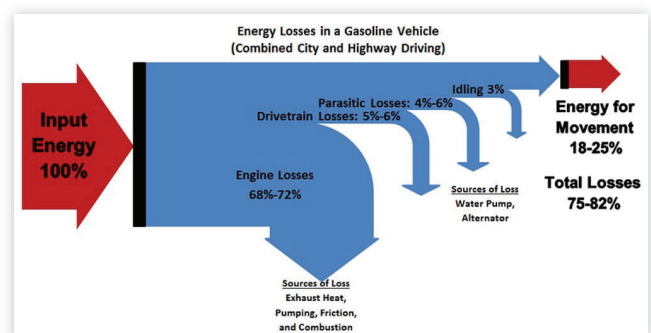 Energy Losses in a Gasoline Vehicle
(Combined City and Highway Driving)
Input
Energy
100%
Idling 3%
Parasitic Losses: 4%-6%
Drivetrain Losses: 5%-6%
Engine Losses
68%-72%
Energy for
Movement
18-25%
Total Losses
75-82%
Sources of Loss
Water Pump,
Alternator
Sources of Loss
Exhaust Heat,
Pumping, Friction,
and Combustion